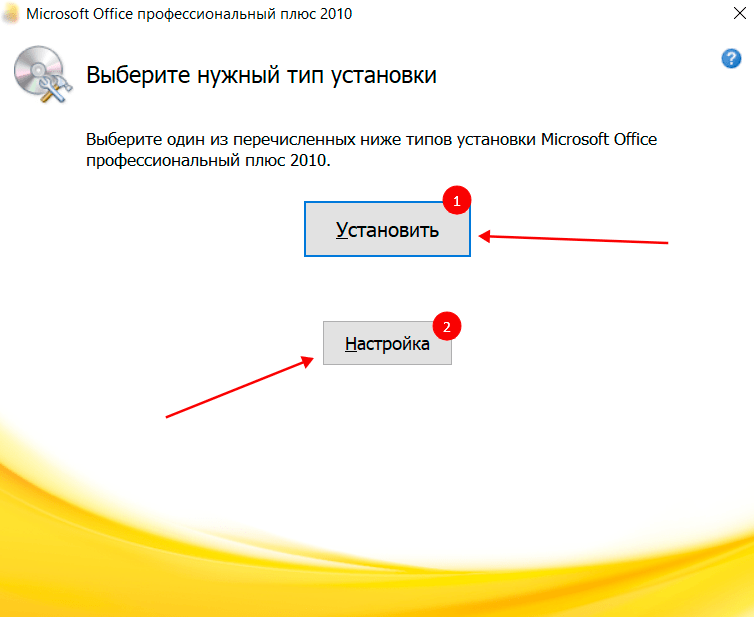 Microsoft Office профессиональный плюс 2010
?
Выберите нужный тип установки
Выберите один из перечисленных ниже типов установки Microsoft Office
профессиональный плюс 2010.
1
Установить
2
Настройка